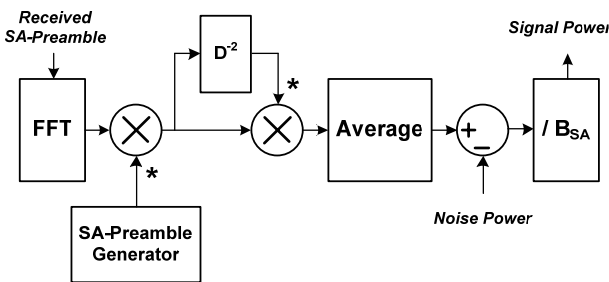 Received
SA-Preamble
FFT
*
SA-Preamble
Generator
D⁻²
*
Average
+
−
Noise Power
/ B_SA
Signal Power